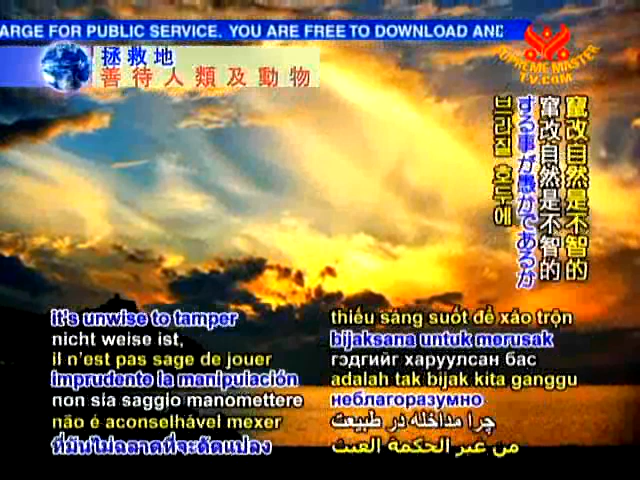 ARGE FOR PUBLIC SERVICE. YOU ARE FREE TO DOWNLOAD AND
SUPREME MASTER
TV.COM
拯救地
善待人類及動物
竄改自然是不智的
窜改自然是不智的
する事が愚かであるか
브라질 호르두에
it's unwise to tamper
nicht weise ist,
il n'est pas sage de jouer
imprudente la manipulación
non sía saggio manomettere
não é aconselhável mexer
ที่มันไม่ฉลาดที่จะดัดแปลง
thiếu sáng suốt để xáo trộn
bijaksana untuk merusak
гэдгийг харуулсан бас
adalah tak bijak kita ganggu
неблагоразумно
چرا مداخله در طبیعت
من عبر الحكمة العبث